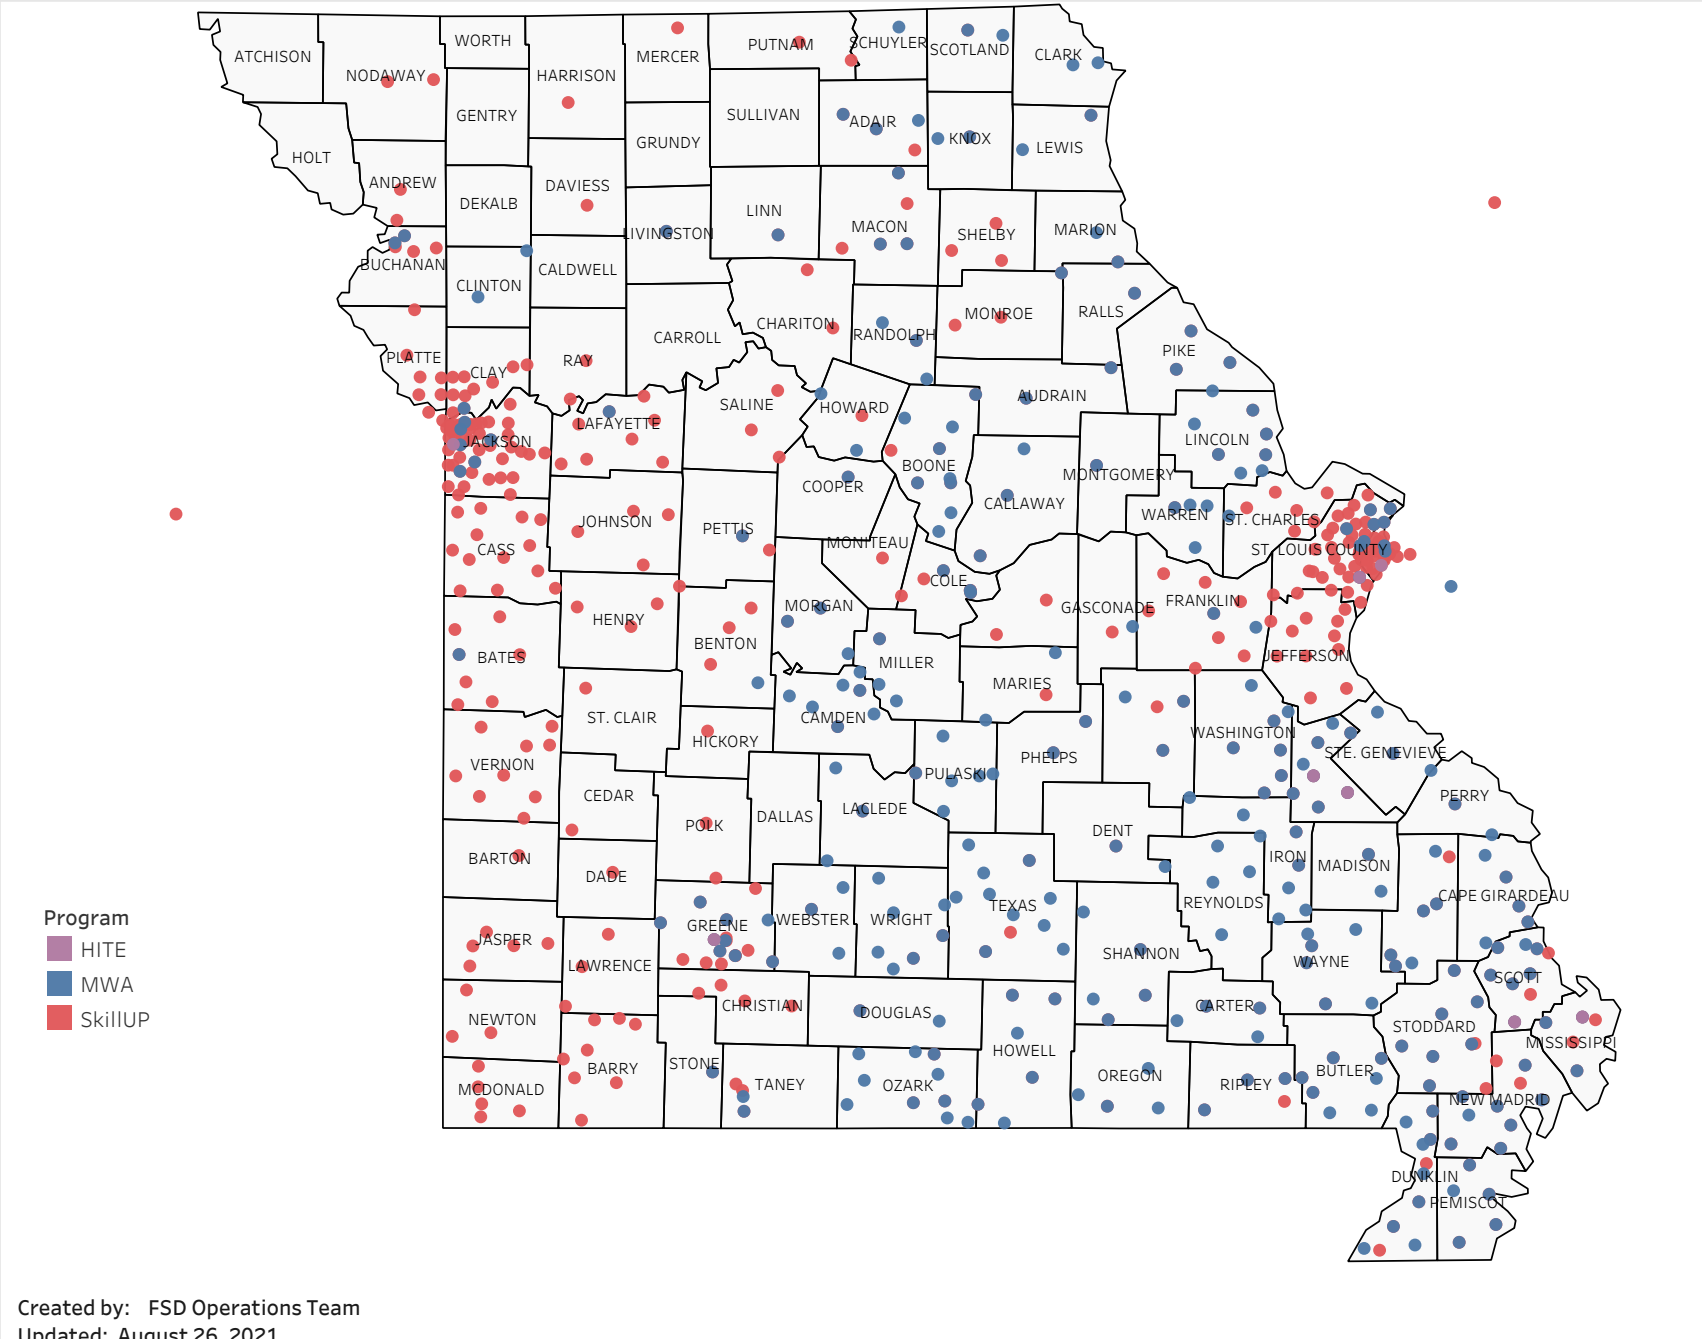 ATCHISON
WORTH
NODAWAY
HARRISON
MERCER
PUTNAM
SCHUYLER
SCOTLAND
CLARK
GENTRY
SULLIVAN
ADAIR
KNOX
LEWIS
GRUNDY
HOLT
ANDREW
DEKALB
DAVIESS
LINN
MACON
SHELBY
MARION
LIVINGSTON
BUCHANAN
CLINTON
CALDWELL
CARROLL
CHARITON
RANDOLPH
MONROE
RALLS
PIKE
PLATTE
CLAY
RAY
SALINE
HOWARD
AUDRAIN
LAFAYETTE
JACKSON
BOONE
LINCOLN
MONTGOMERY
COOPER
CALLAWAY
WARREN
ST. CHARLES
JOHNSON
PETTIS
MONITEAU
CASS
ST. LOUIS COUNTY
COLE
MORGAN
GASCONADE
FRANKLIN
HENRY
BENTON
BATES
MILLER
JEFFERSON
MARIES
ST. CLAIR
CAMDEN
HICKORY
WASHINGTON
STE. GENEVIEVE
VERNON
PULASKI
PHELPS
CEDAR
POLK
DALLAS
LACLEDE
PERRY
DENT
BARTON
DADE
IRON
MADISON
CAPE GIRARDEAU
REYNOLDS
TEXAS
WEBSTER
WRIGHT
GREENE
JASPER
LAWRENCE
SHANNON
WAYNE
SCOTT
CHRISTIAN
DOUGLAS
CARTER
NEWTON
STODDARD
MISSISSIPPI
HOWELL
STONE
BARRY
TANEY
OZARK
OREGON
RIPLEY
BUTLER
MCDONALD
NEW MADRID
DUNKLIN
PEMISCOT
Program
HITE
MWA
SkillUP
Created by: FSD Operations Team
Updated: August 26, 2021